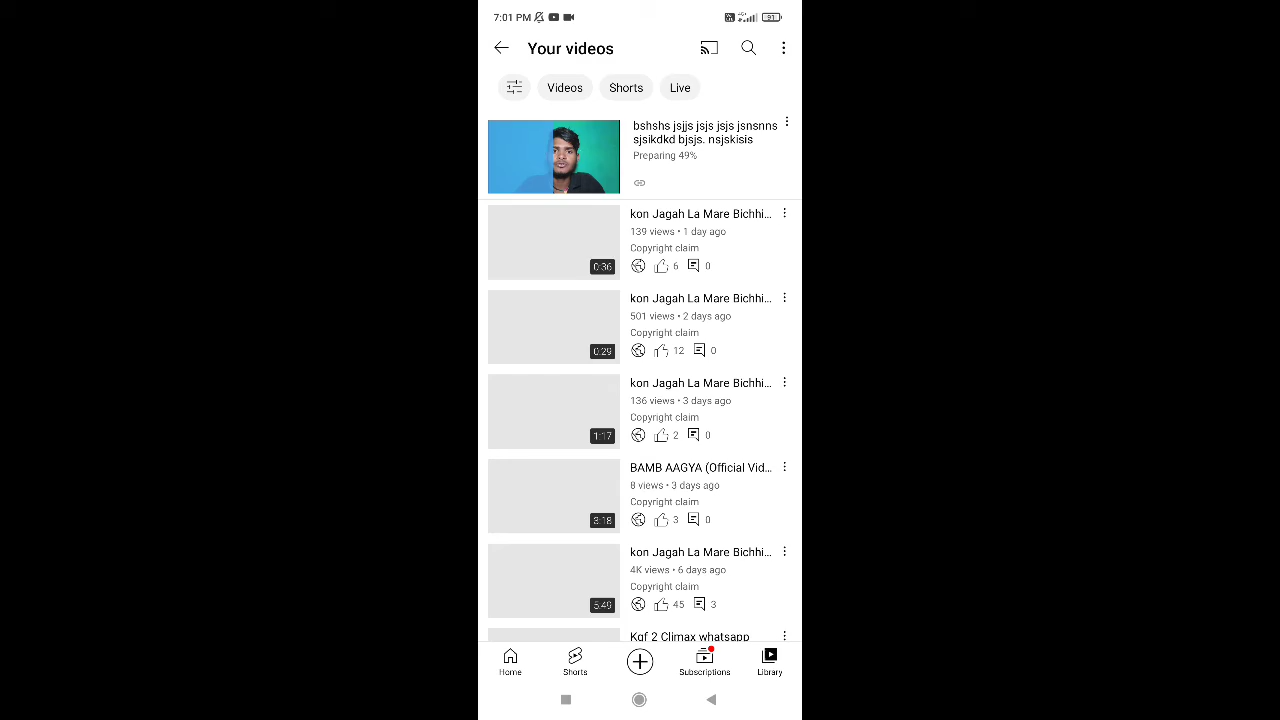 7:01 PM 4G+ 91
Your videos
Videos Shorts Live
bshshs jsjjs jsjs jsjs jsnsnns
sjsikdkd bjsjs. nsjskisis
Preparing 49%
kon Jagah La Mare Bichhi...
139 views • 1 day ago
Copyright claim
0:36 6 0
kon Jagah La Mare Bichhi...
501 views • 2 days ago
Copyright claim
0:29 12 0
kon Jagah La Mare Bichhi...
136 views • 3 days ago
Copyright claim
1:17 2 0
BAMB AAGYA (Official Vid...
8 views • 3 days ago
Copyright claim
3:18 3 0
kon Jagah La Mare Bichhi...
4K views • 6 days ago
Copyright claim
5:49 45 3
Kgf 2 Climax whatsapp
Home Shorts Subscriptions Library